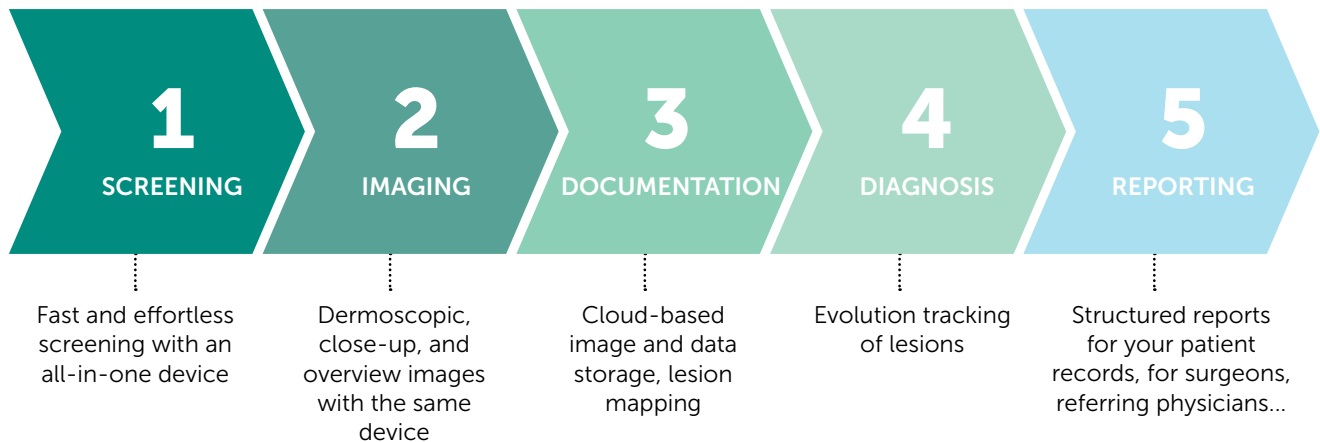 1
SCREENING
Fast and effortless
screening with an
all-in-one device
2
IMAGING
Dermoscopic,
close-up, and
overview images
with the same
device
3
DOCUMENTATION
Cloud-based
image and data
storage, lesion
mapping
4
DIAGNOSIS
Evolution tracking
of lesions
5
REPORTING
Structured reports
for your patient
records, for surgeons,
referring physicians...